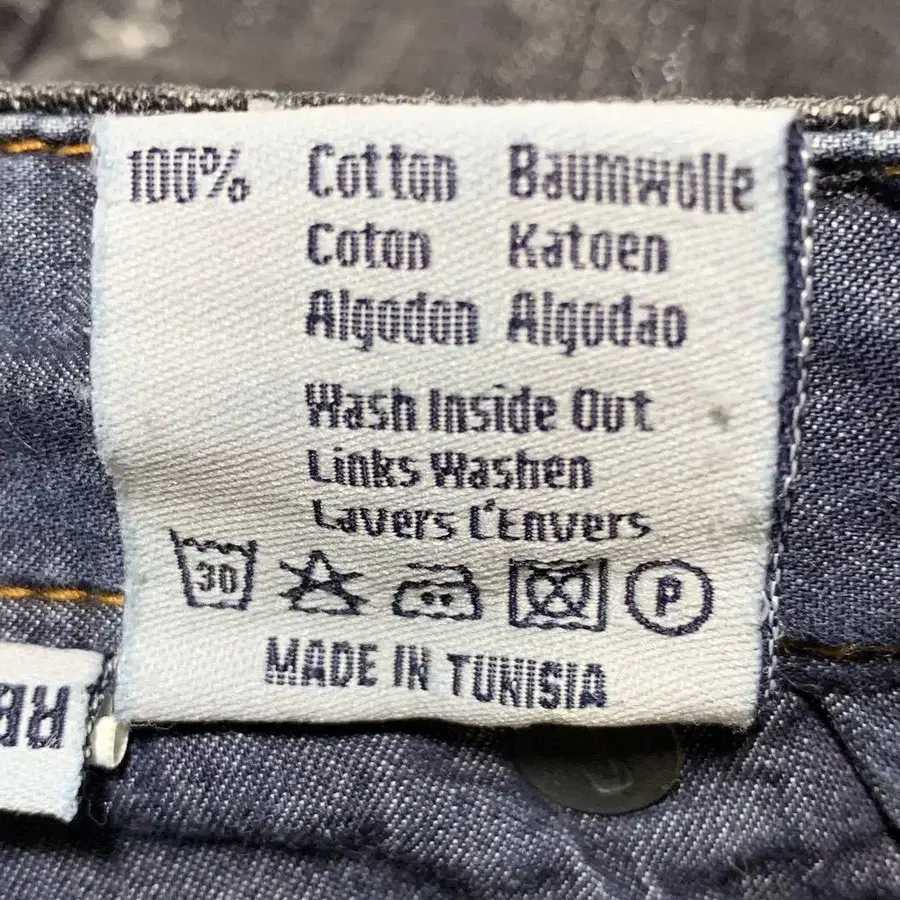 100% Cotton Baumwolle
Coton Katoen
Algodon Algodao
Wash Inside Out
Links Washen
Lavers L'Envers
30 P
MADE IN TUNISIA